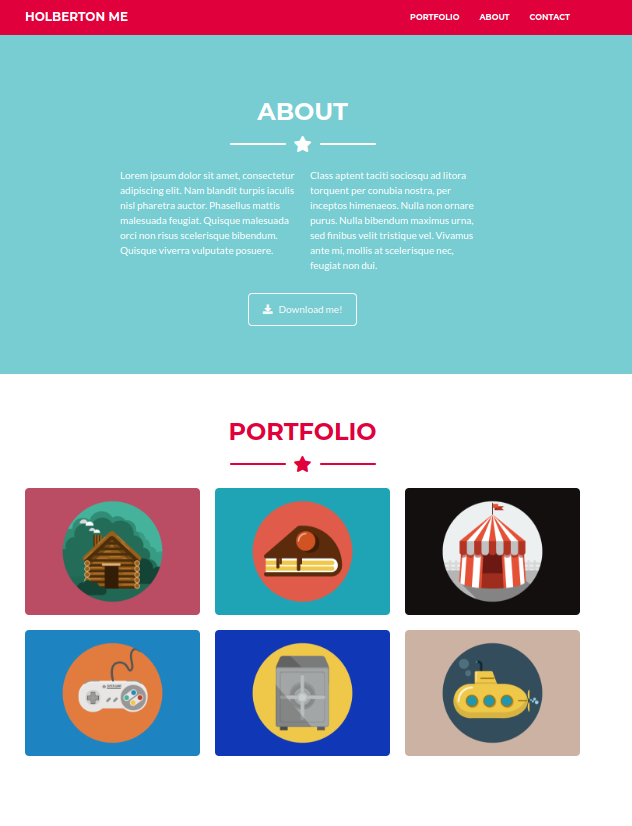 HOLBERTON ME
PORTFOLIO ABOUT CONTACT
ABOUT
Lorem ipsum dolor sit amet, consectetur
adipiscing elit. Nam blandit turpis iaculis
nisl pharetra auctor. Phasellus mattis
malesuada feugiat. Quisque malesuada
orci non risus scelerisque bibendum.
Quisque viverra vulputate posuere.
Class aptent taciti sociosqu ad litora
torquent per conubia nostra, per
inceptos himenaeos. Nulla non ornare
purus. Nulla bibendum maximus urna,
sed finibus velit tristique vel. Vivamus
ante mi, mollis at scelerisque nec,
feugiat non dui.
Download me!
PORTFOLIO